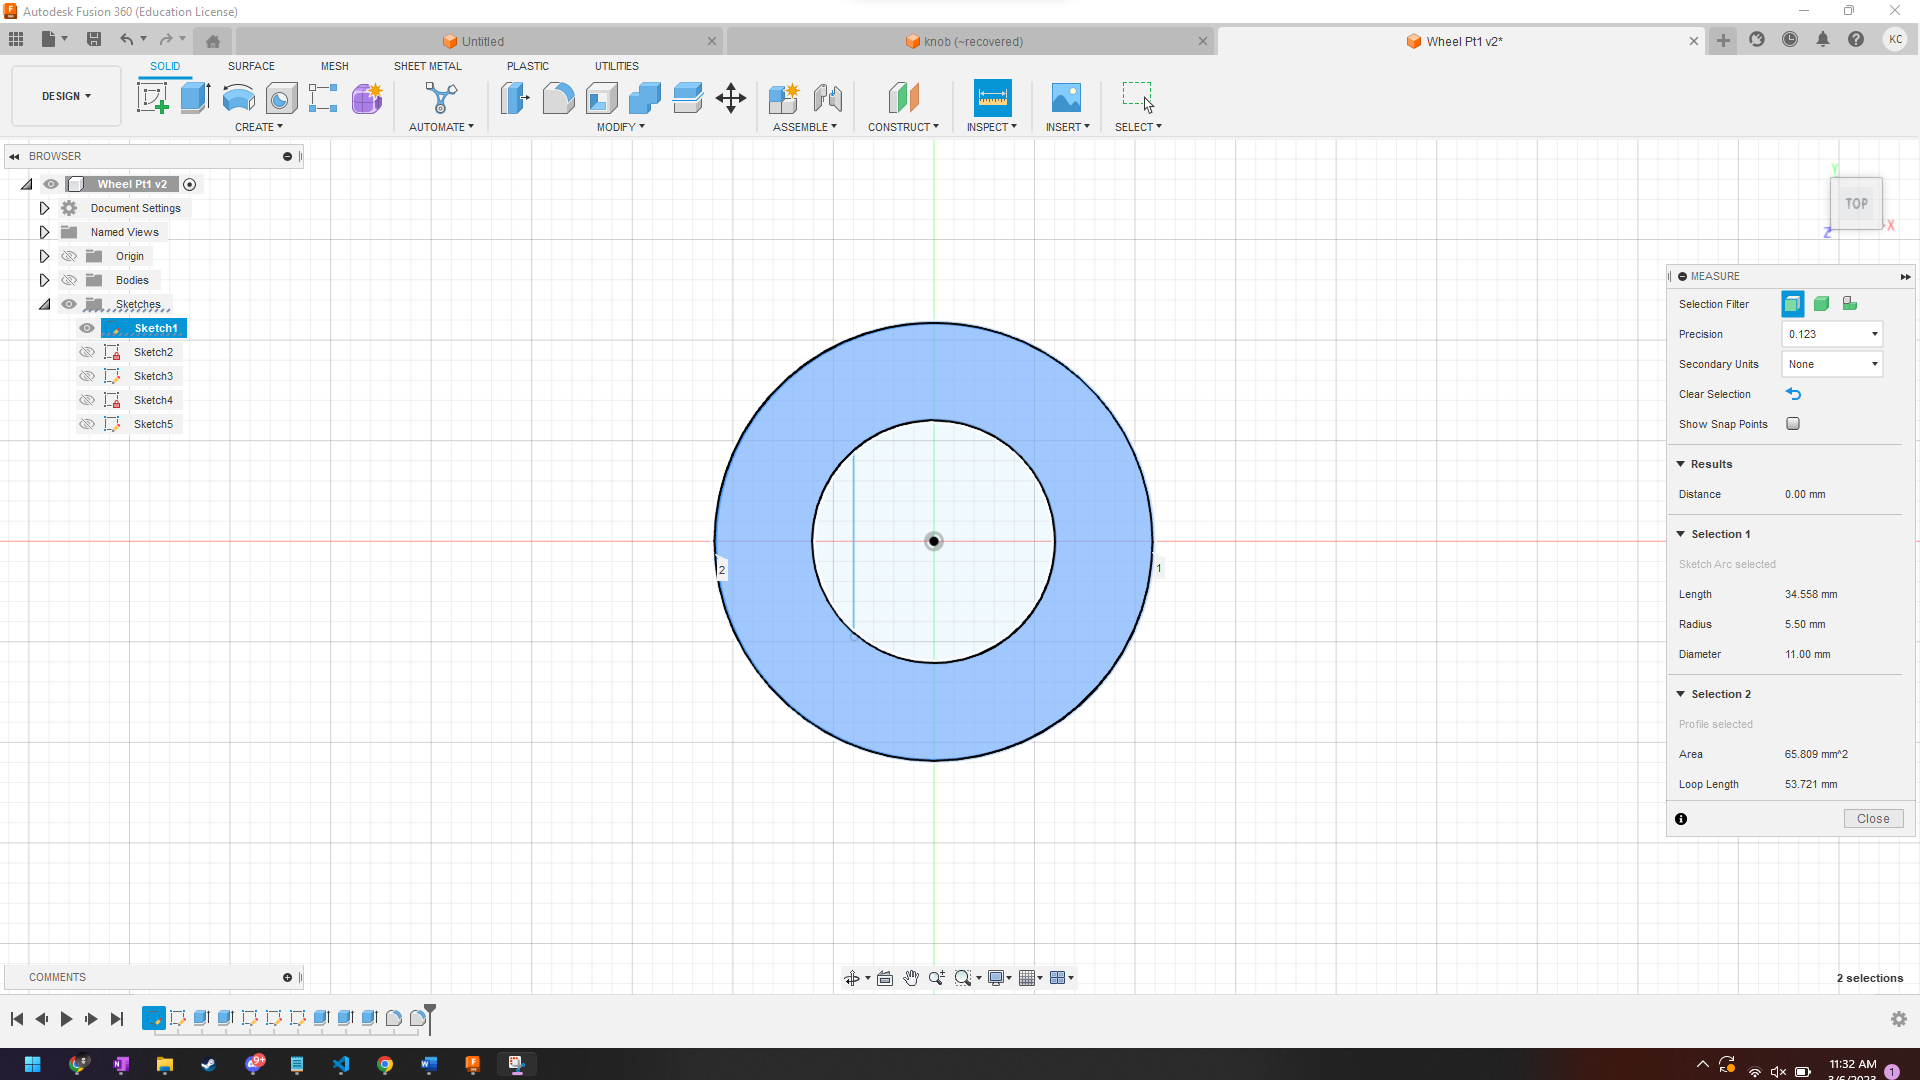 Autodesk Fusion 360 (Education License)
Untitled
knob (~recovered)
Wheel Pt1 v2*
KC
SOLID
SURFACE
MESH
SHEET METAL
PLASTIC
UTILITIES
DESIGN
CREATE
AUTOMATE
MODIFY
ASSEMBLE
CONSTRUCT
INSPECT
INSERT
SELECT
BROWSER
Wheel Pt1 v2
Document Settings
Named Views
Origin
Bodies
Sketches
Sketch1
Sketch2
Sketch3
Sketch4
Sketch5
2
1
Y
TOP
X
Z
MEASURE
Selection Filter
Precision 0.123
Secondary Units None
Clear Selection
Show Snap Points
Results
Distance 0.00 mm
Selection 1
Sketch Arc selected
Length 34.558 mm
Radius 5.50 mm
Diameter 11.00 mm
Selection 2
Profile selected
Area 65.809 mm^2
Loop Length 53.721 mm
Close
COMMENTS
2 selections
9+
11:32 AM
3/6/2023
1